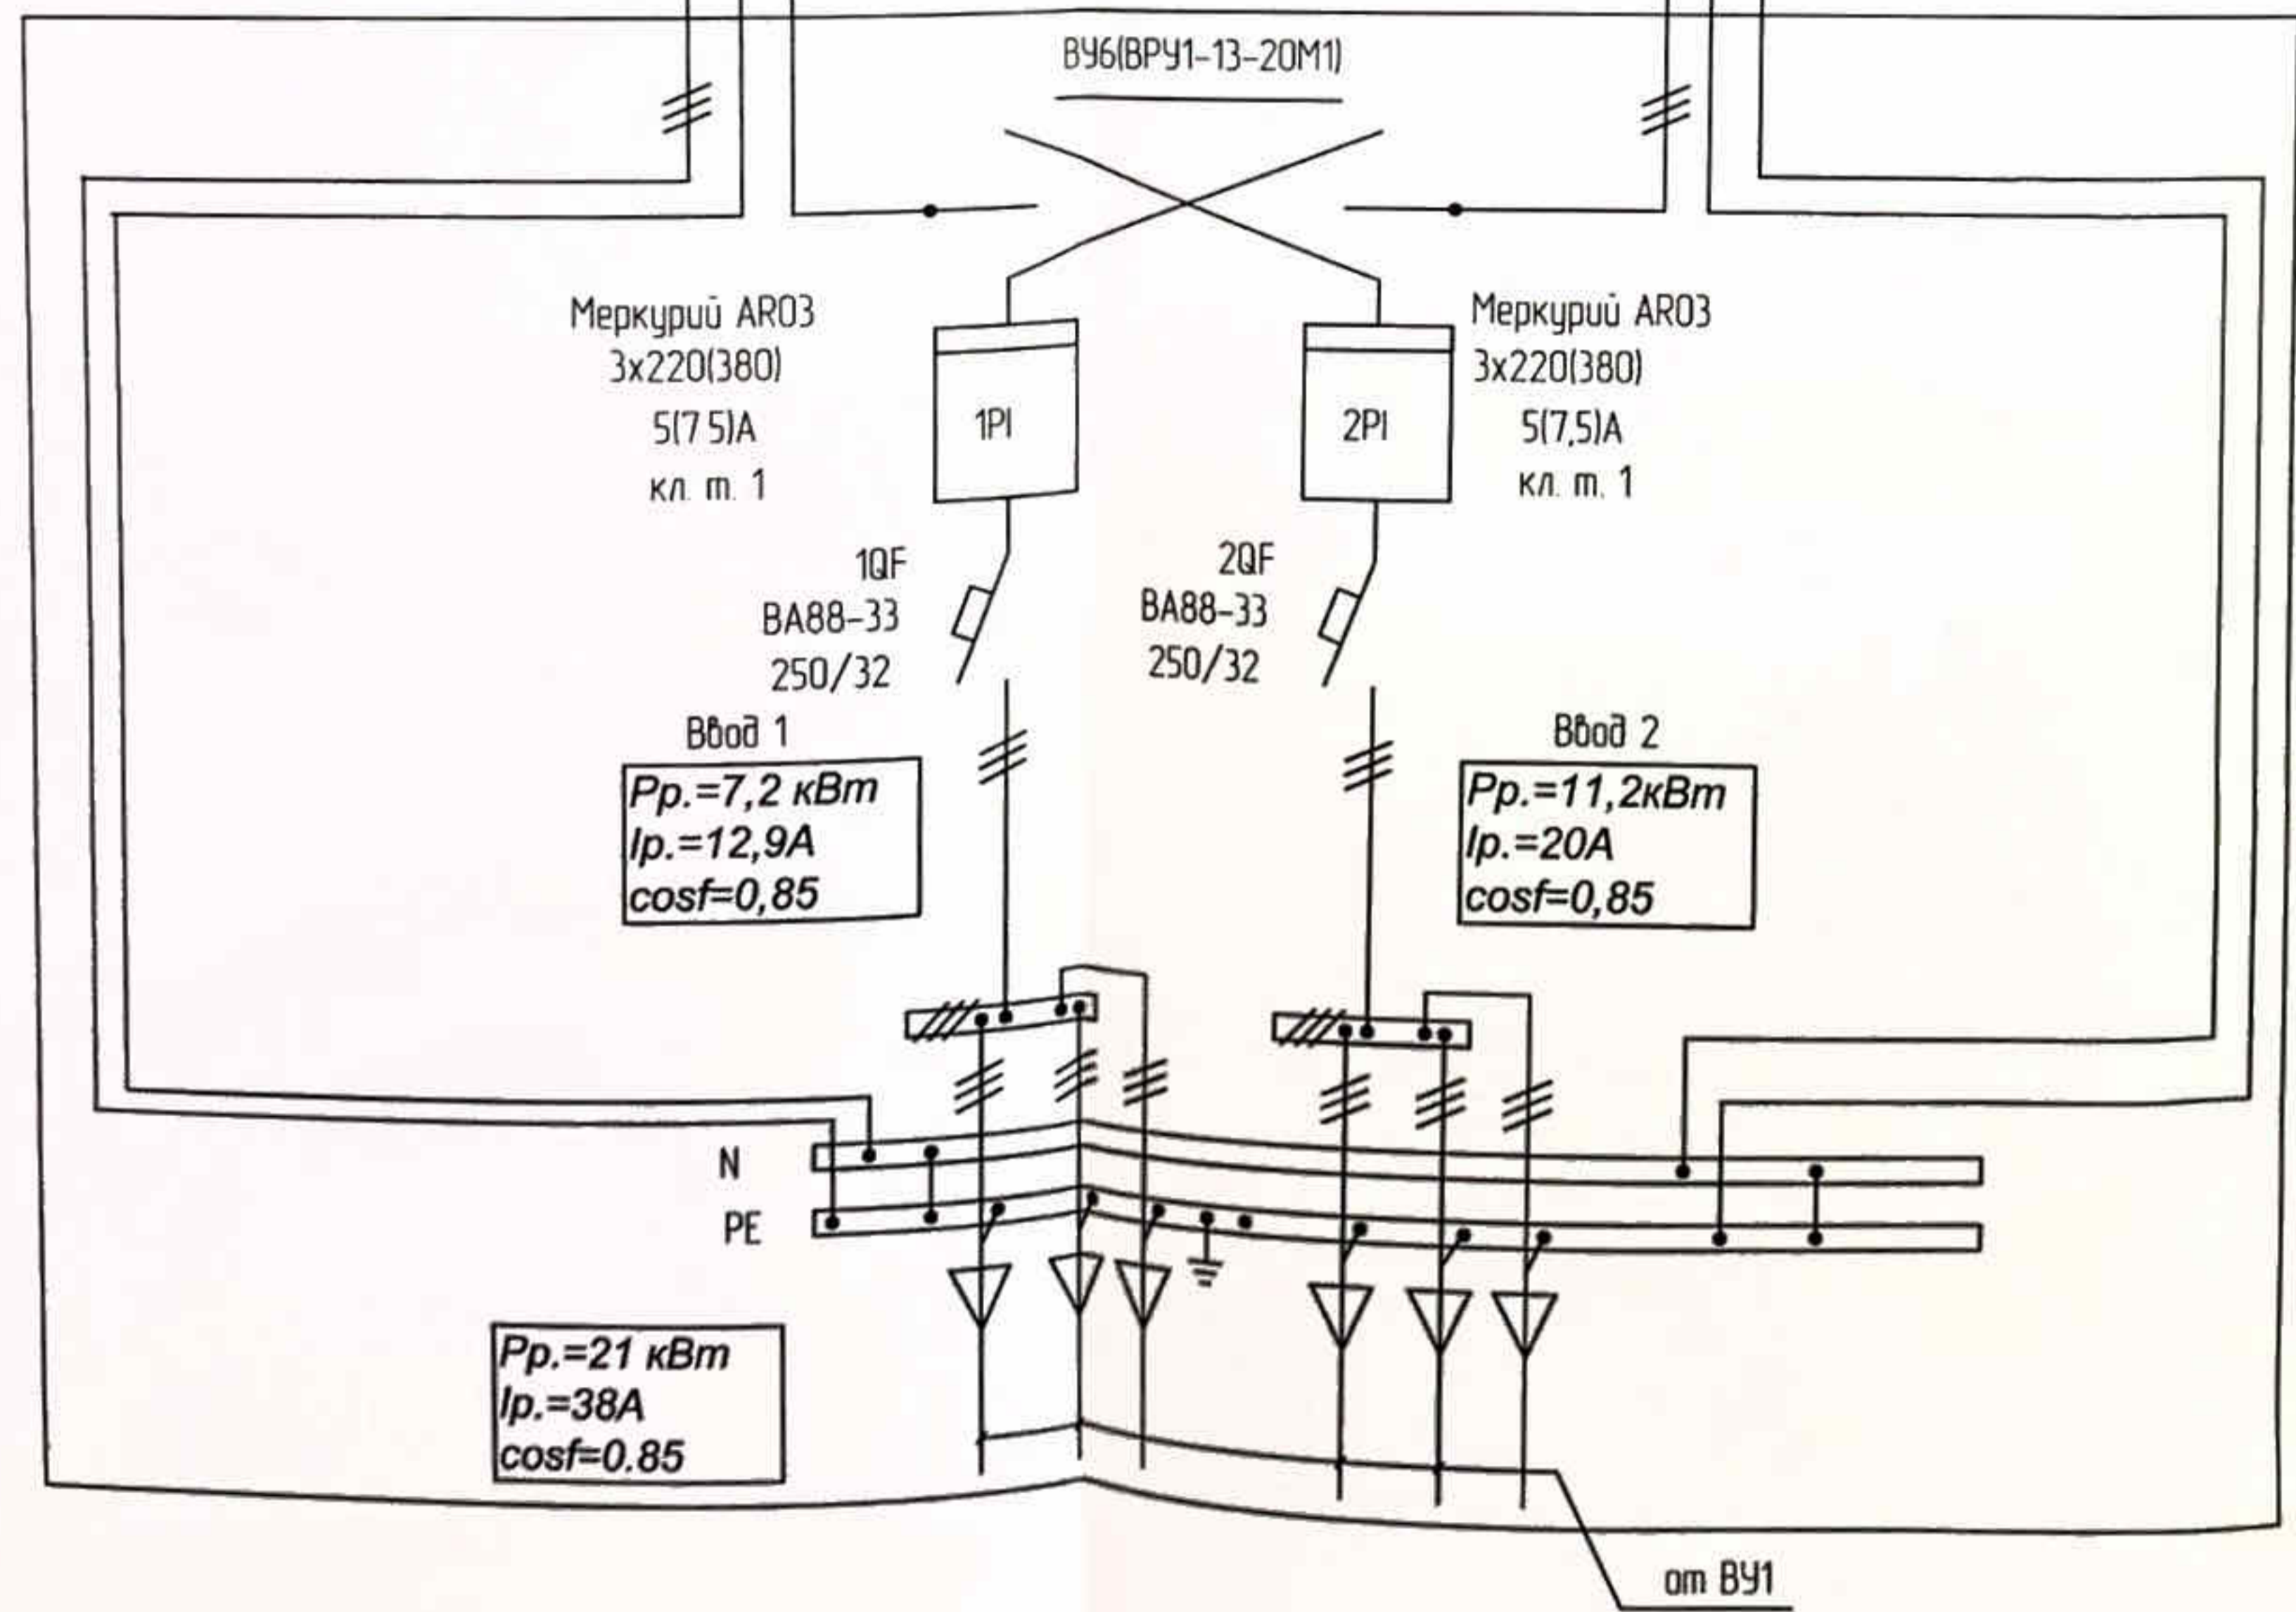 ВУ6(ВРУ1-13-20М1)
Меркурий AR03
3х220(380)
5(7 5)А
кл. т. 1
1PI
2PI
Меркурий AR03
3х220(380)
5(7,5)А
кл. т. 1
1QF
ВА88-33
250/32
2QF
ВА88-33
250/32
Ввод 1
Рр.=7,2 кВт
Iр.=12,9А
cosf=0,85
Ввод 2
Рр.=11,2кВт
Iр.=20А
cosf=0,85
N
PE
Рр.=21 кВт
Iр.=38А
cosf=0.85
от ВУ1